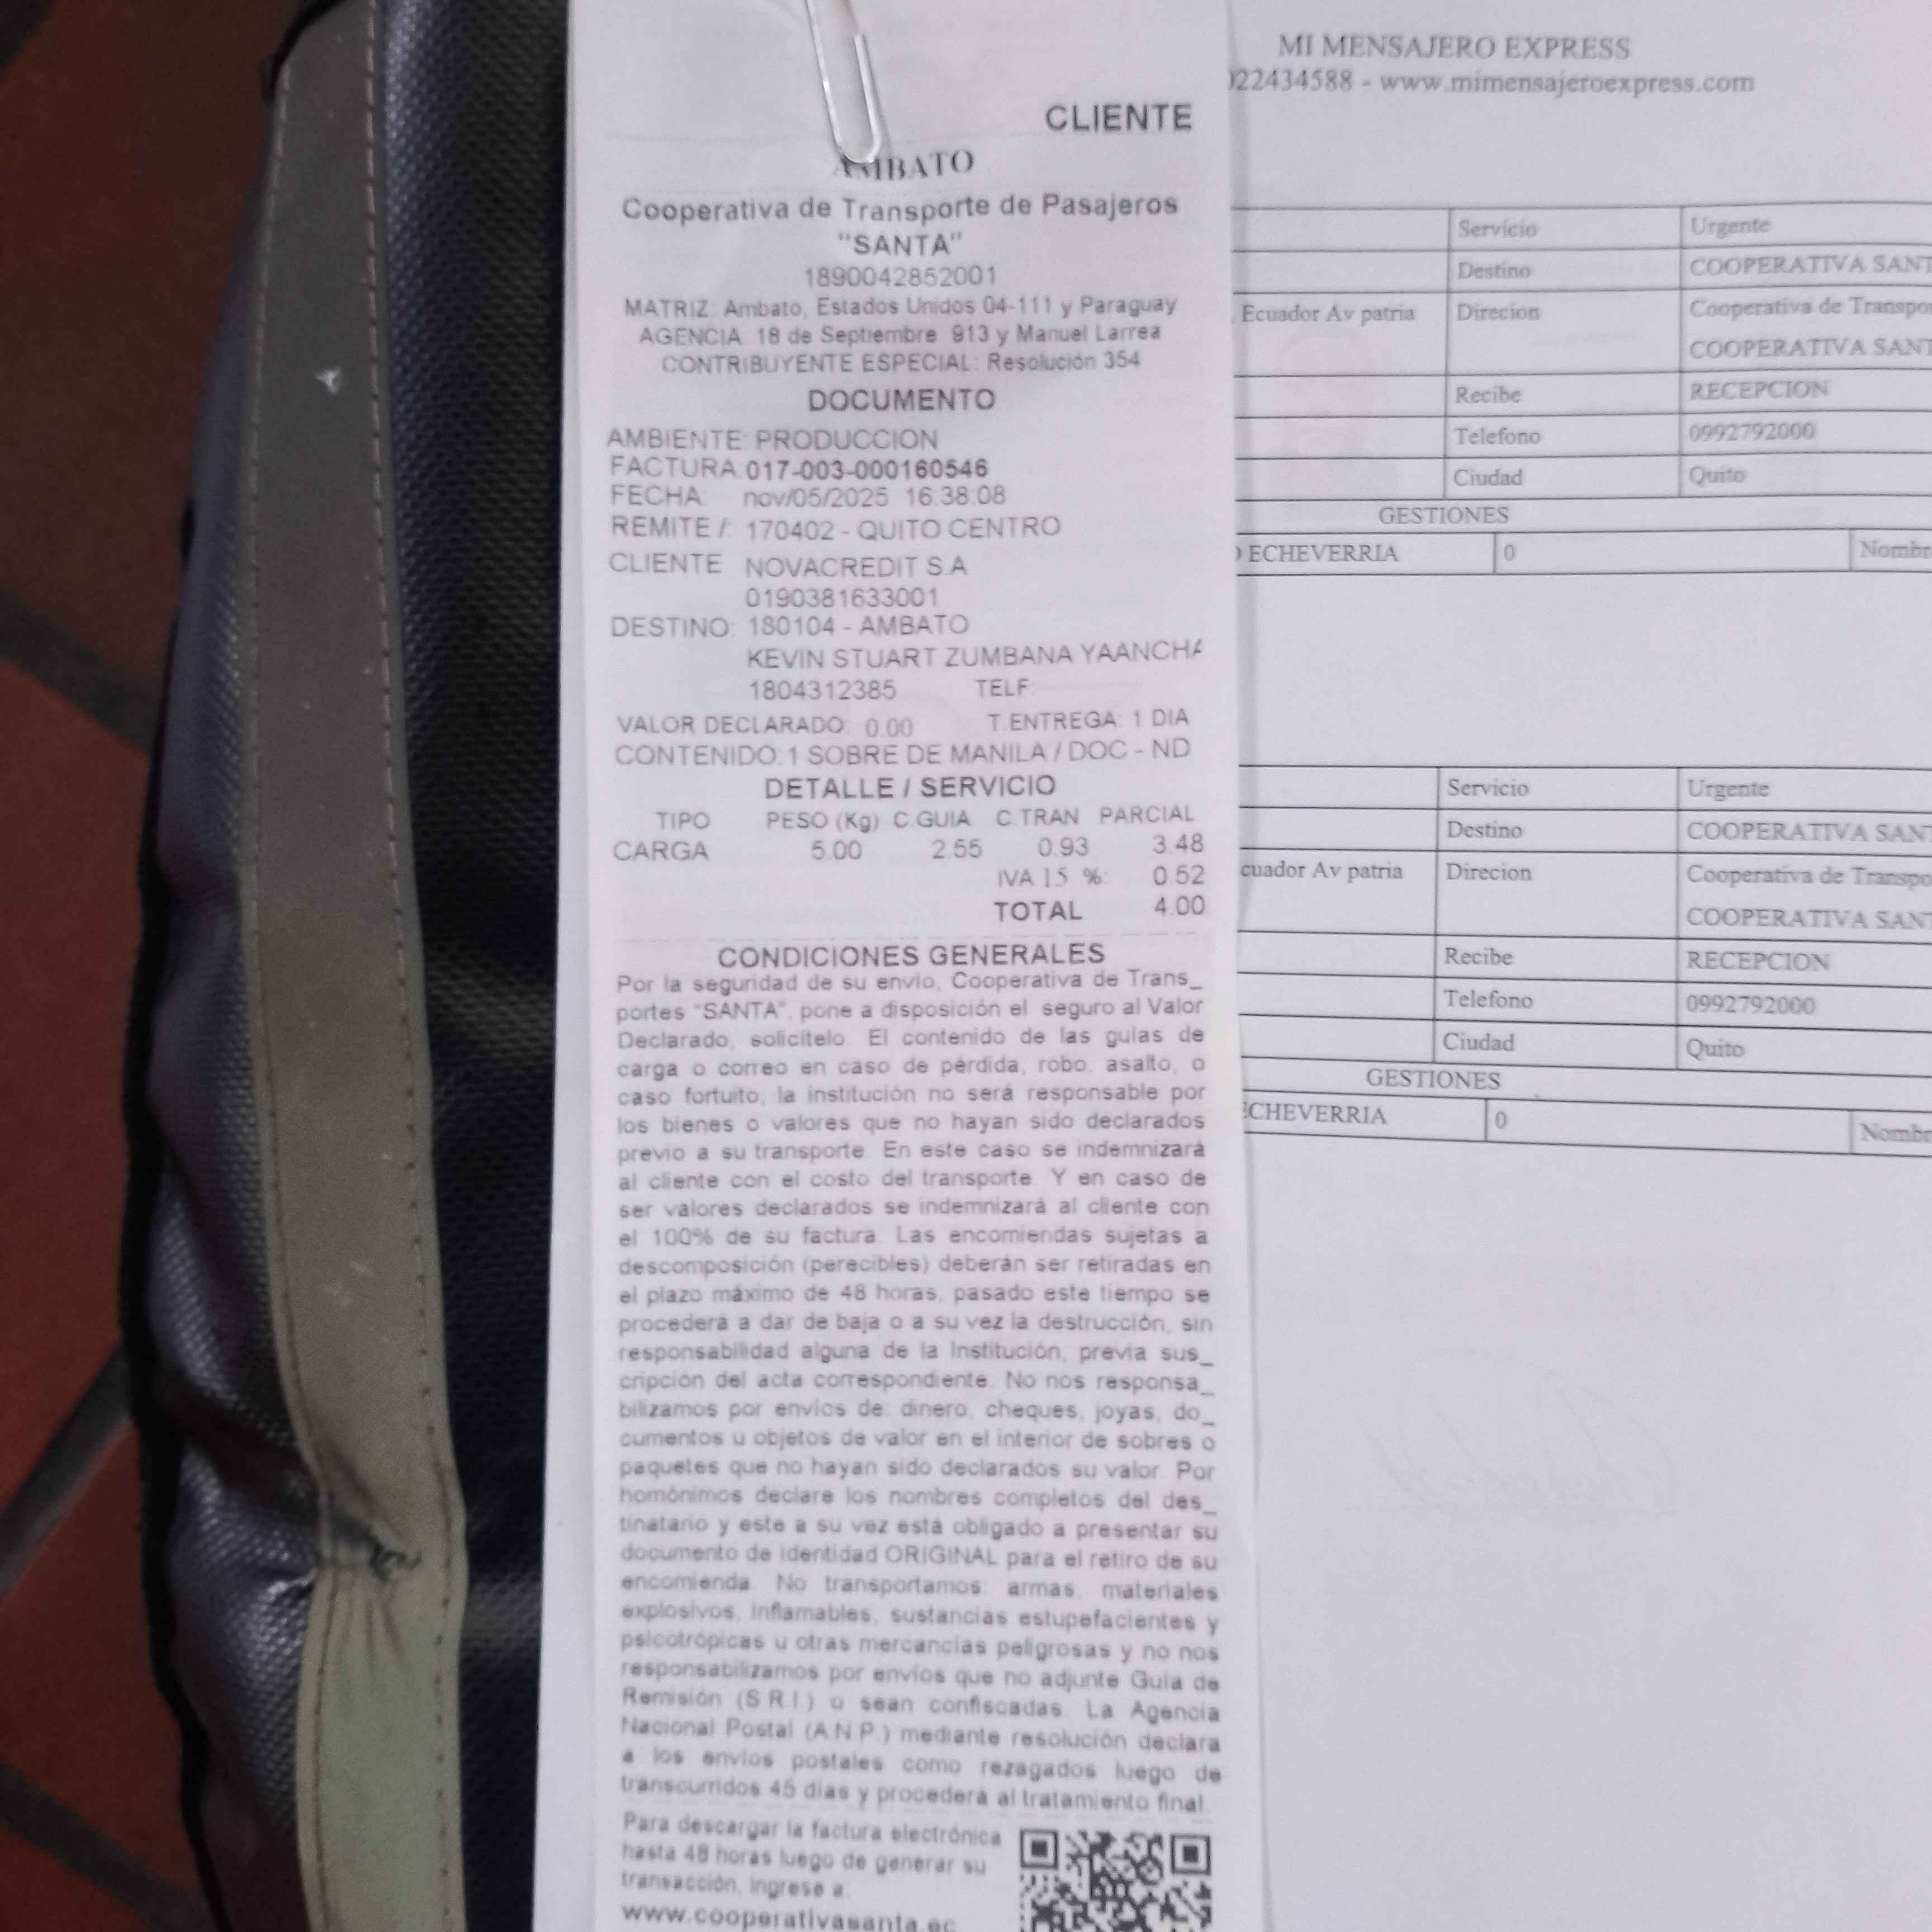 CLIENTE
AMBATO
Cooperativa de Transporte de Pasajeros
"SANTA"
1890042852001
MATRIZ: Ambato, Estados Unidos 04-111 y Paraguay
AGENCIA: 18 de Septiembre 913 y Manuel Larrea
CONTRIBUYENTE ESPECIAL: Resolución 354
DOCUMENTO
AMBIENTE: PRODUCCION
FACTURA: 017-003-000160546
FECHA: nov/05/2025 16:38:08
REMITE /: 170402 - QUITO CENTRO
CLIENTE NOVACREDIT S.A
0190381633001
DESTINO: 180104 - AMBATO
KEVIN STUART ZUMBANA YAANCHA
1804312385 TELF:
VALOR DECLARADO: 0.00 T.ENTREGA: 1 DIA
CONTENIDO: 1 SOBRE DE MANILA / DOC - ND
DETALLE / SERVICIO
TIPO PESO (Kg) C.GUIA C.TRAN PARCIAL
CARGA 5.00 2.55 0.93 3.48
IVA 15 %: 0.52
TOTAL 4.00
CONDICIONES GENERALES
Por la seguridad de su envío, Cooperativa de Trans_
portes "SANTA", pone a disposición el seguro al Valor
Declarado, solicítelo. El contenido de las guías de
carga o correo en caso de pérdida, robo, asalto, o
caso fortuito, la institución no será responsable por
los bienes o valores que no hayan sido declarados
previo a su transporte. En este caso se indemnizará
al cliente con el costo del transporte. Y en caso de
ser valores declarados se indemnizará al cliente con
el 100% de su factura. Las encomiendas sujetas a
descomposición (perecibles) deberán ser retiradas en
el plazo máximo de 48 horas, pasado este tiempo se
procederá a dar de baja o a su vez la destrucción, sin
responsabilidad alguna de la Institución, previa sus_
cripción del acta correspondiente. No nos responsa_
bilizamos por envíos de: dinero, cheques, joyas, do_
cumentos u objetos de valor en el interior de sobres o
paquetes que no hayan sido declarados su valor. Por
homónimos declare los nombres completos del des_
tinatario y este a su vez está obligado a presentar su
documento de identidad ORIGINAL para el retiro de su
encomienda. No transportamos: armas, materiales
explosivos, inflamables, sustancias estupefacientes y
psicotrópicas u otras mercancías peligrosas y no nos
responsabilizamos por envíos que no adjunte Guía de
Remisión (S.R.I.) o sean confiscadas. La Agencia
Nacional Postal (A.N.P.) mediante resolución declara
a los envíos postales como rezagados luego de
transcurridos 45 días y procederá al tratamiento final.
Para descargar la factura electrónica
hasta 48 horas luego de generar su
transacción, ingrese a:
www.cooperativasanta.ec
MI MENSAJERO EXPRESS
022434588 - www.mimensajeroexpress.com
Servicio Urgente
Destino COOPERATIVA SANT
Ecuador Av patria Direcion Cooperativa de Transpo
COOPERATIVA SANT
Recibe RECEPCION
Telefono 0992792000
Ciudad Quito
GESTIONES
ECHEVERRIA 0 Nombr
Servicio Urgente
Destino COOPERATIVA SANT
cuador Av patria Direcion Cooperativa de Transpo
COOPERATIVA SANT
Recibe RECEPCION
Telefono 0992792000
Ciudad Quito
GESTIONES
ECHEVERRIA 0 Nombr